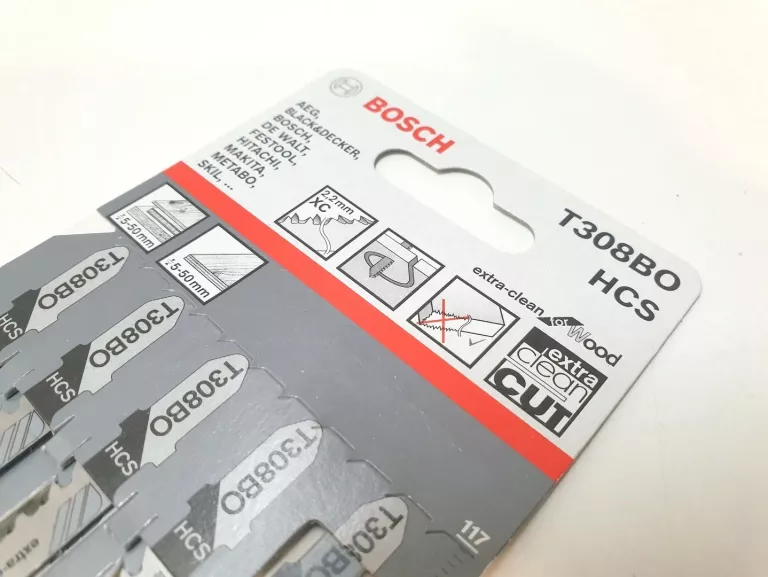 BOSCH
AEG,
BLACK&DECKER,
BOSCH,
DE WALT,
FESTOOL,
HITACHI,
MAKITA,
METABO,
SKIL, ...
T308BO
HCS
2,2mm
XC
5-50mm
5-50mm
extra-clean
for Wood
extra
clean
CUT
T308BO
HCS
T308BO
HCS
T308BO
HCS
T308BO
HCS
T308BO
117
extra-